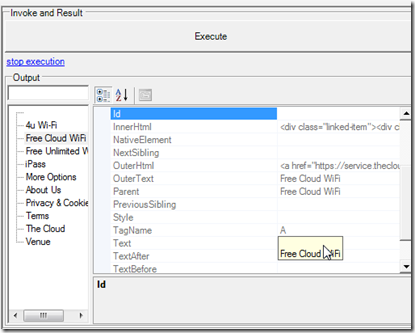 Invoke and Result
Execute
stop execution
Output
4u Wi-Fi
Free Cloud WiFi
Free Unlimited W
iPass
More Options
About Us
Privacy & Cookie
Terms
The Cloud
Venue
Id
InnerHtml <div class="linked-item"><div c
NativeElement
NextSibling
OuterHtml <a href="https://service.theclou
OuterText Free Cloud WiFi
Parent Free Cloud WiFi
PreviousSibling
Style
TagName A
Text
Free Cloud WiFi
TextAfter
TextBefore
Id